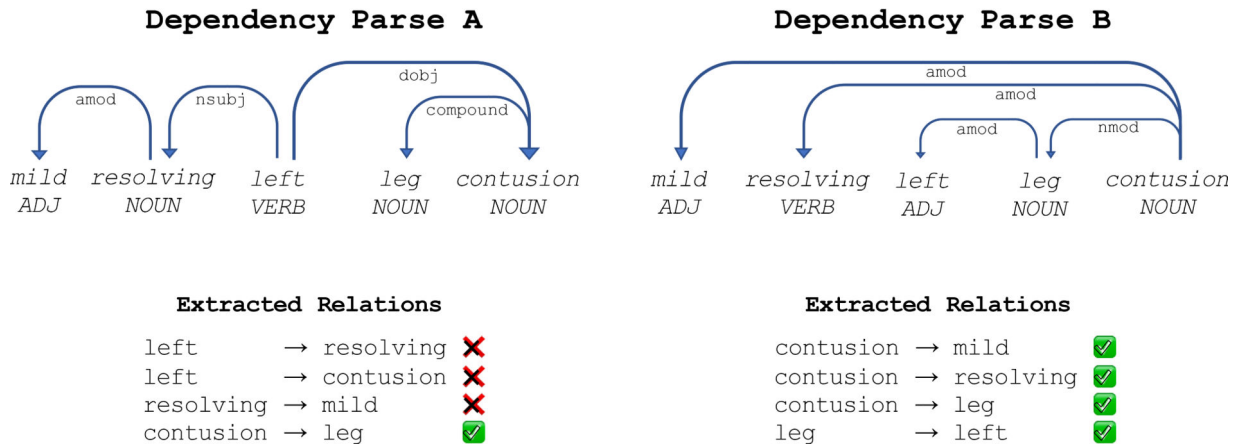 Dependency Parse A
dobj
amod nsubj
compound
mild resolving left leg contusion
ADJ NOUN VERB NOUN NOUN
Extracted Relations
left → resolving ❌
left → contusion ❌
resolving → mild ❌
contusion → leg ✅
Dependency Parse B
amod
amod
amod nmod
mild resolving left leg contusion
ADJ VERB ADJ NOUN NOUN
Extracted Relations
contusion → mild ✅
contusion → resolving ✅
contusion → leg ✅
leg → left ✅